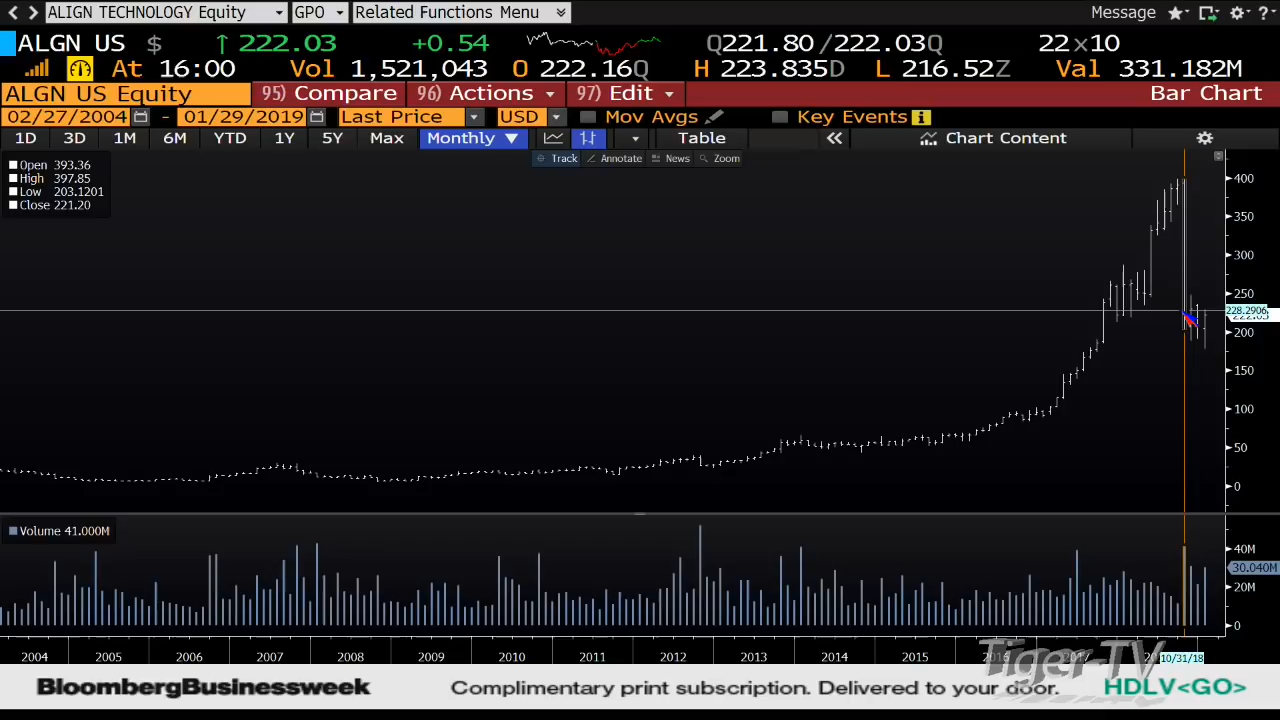 ALIGN TECHNOLOGY Equity GPO Related Functions Menu Message ?
ALGN US $ ↑ 222.03 +0.54 Q221.80 /222.03Q 22×10
At 16:00 Vol 1,521,043 O 222.16Q H 223.835D L 216.52Z Val 331.182M
ALGN US Equity 95) Compare 96) Actions 97) Edit Bar Chart
02/27/2004 - 01/29/2019 Last Price USD Mov Avgs Key Events i
1D 3D 1M 6M YTD 1Y 5Y Max Monthly ▼ Table « Chart Content
Track Annotate News Zoom
Open 393.36
High 397.85
Low 203.1201
Close 221.20
400
350
300
250
228.2906
200
150
100
50
0
Volume 41.000M
40M
30.040M
20M
0
2004 2005 2006 2007 2008 2009 2010 2011 2012 2013 2014 2015 2016 2017 10/31/18
Tiger-TV
BloombergBusinessweek Complimentary print subscription. Delivered to your door. HDLV<GO>